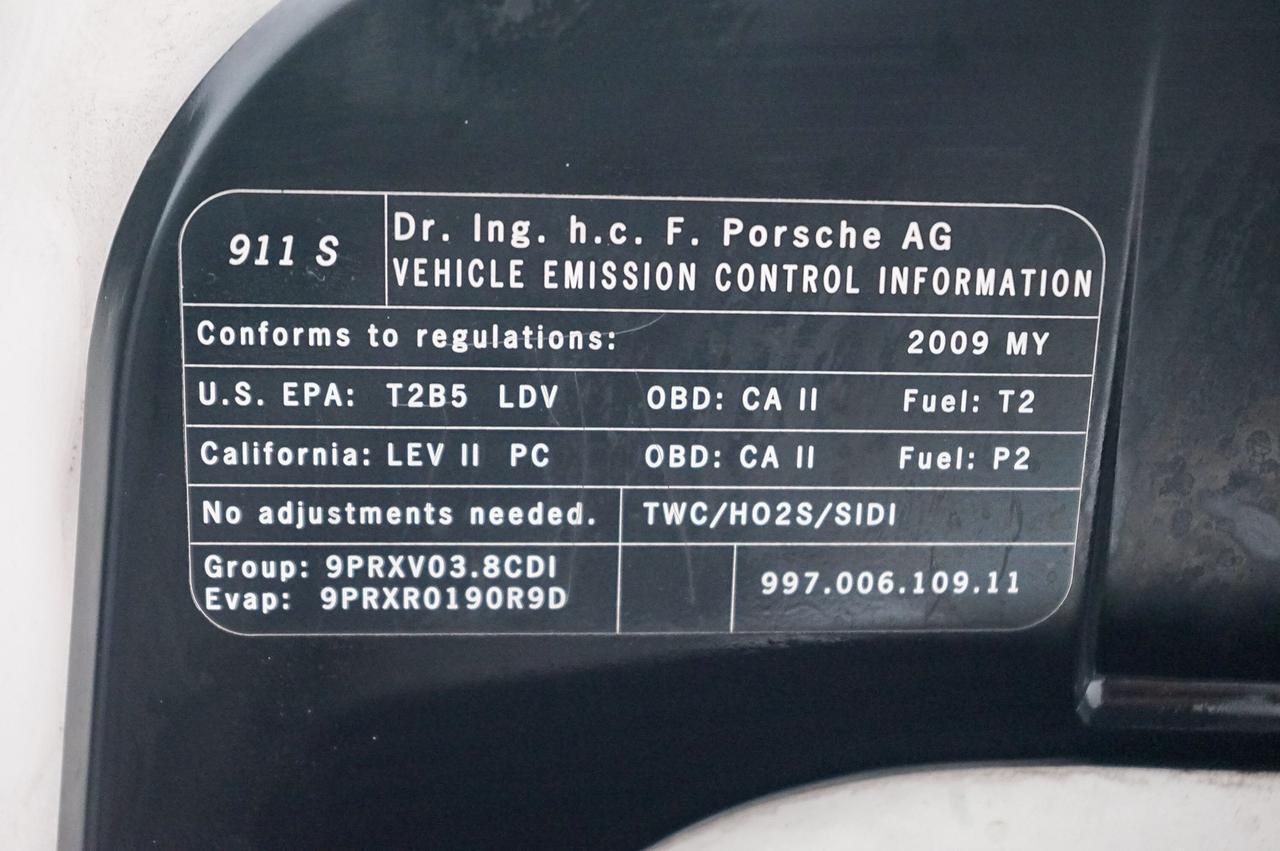 911 S
Dr. Ing. h.c. F. Porsche AG
VEHICLE EMISSION CONTROL INFORMATION
Conforms to regulations: 2009 MY
U.S. EPA: T2B5 LDV OBD: CA II Fuel: T2
California: LEV II PC OBD: CA II Fuel: P2
No adjustments needed. TWC/HO2S/SIDI
Group: 9PRXV03.8CDI
Evap: 9PRXR0190R9D
997.006.109.11